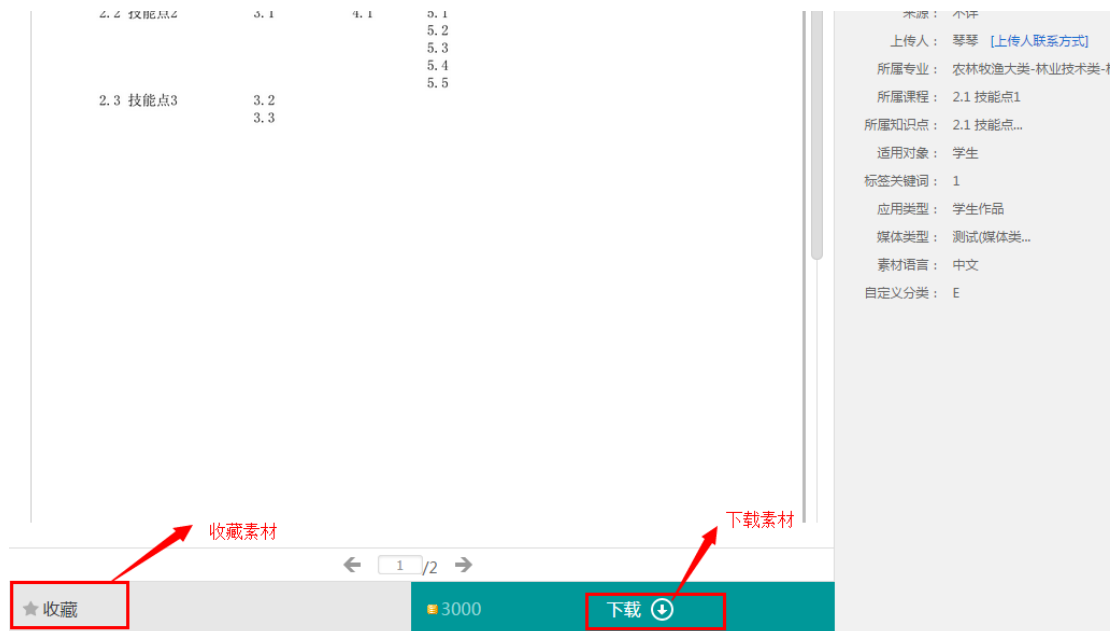 2.2 技能点2 3.1 4.1 5.1
5.2
5.3
5.4
5.5
2.3 技能点3 3.2
3.3
来源： 不详
上传人： 琴琴 [上传人联系方式]
所属专业： 农林牧渔大类-林业技术类-
所属课程： 2.1 技能点1
所属知识点： 2.1 技能点...
适用对象： 学生
标签关键词： 1
应用类型： 学生作品
媒体类型： 测试(媒体类...
素材语言： 中文
自定义分类： E
收藏素材
下载素材
1 /2
收藏
3000
下载